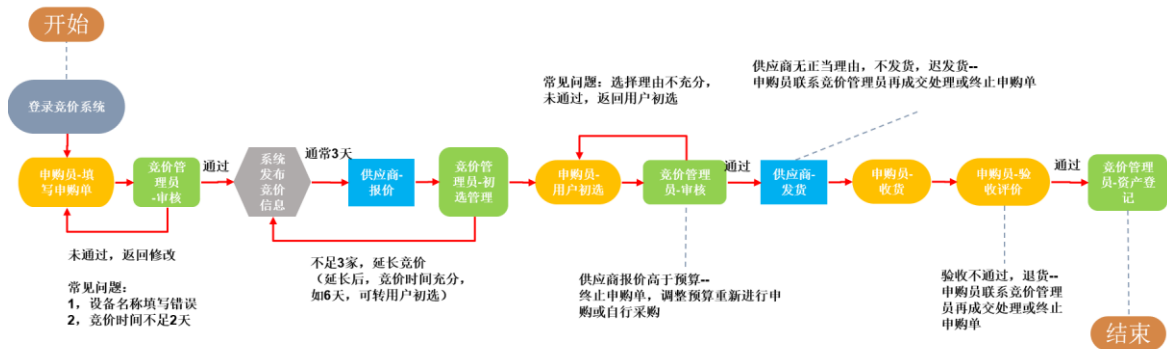 开始
登录竞价系统
申购员-填
写申购单
竞价管
理员
-审核
通过
未通过，返回修改
常见问题：
1，设备名称填写错误
2，竞价时间不足2天
系统
发布
竞价
信息
通常3天
供应商-
报价
竞价管
理员-初
选管理
不足3家，延长竞价
（延长后，竞价时间充分，
如6天，可转用户初选）
常见问题：选择理由不充分，
未通过，返回用户初选
申购员-
用户初选
竞价管理
员-审核
通过
供应商报价高于预算--
终止申购单，调整预算重新进行申
购或自行采购
供应商无正当理由，不发货，迟发货--
申购员联系竞价管理员再成交处理或终止申购单
供应商-
发货
申购员-
收货
申购员-验
收评价
通过
验收不通过，退货--
申购员联系竞价管理
员再成交处理或终止
申购单
竞价管理
员-资产登
记
结束